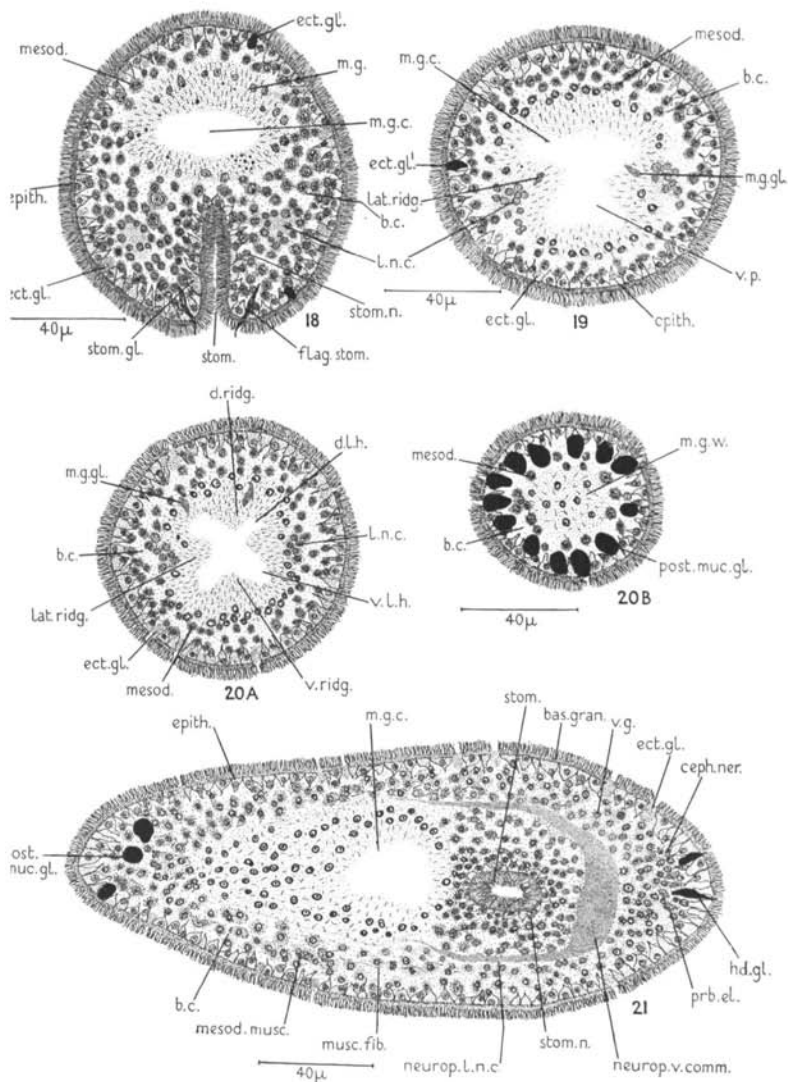 ect.gl'.
mesod.
m.g.
m.g.c.
epith.
b.c.
l.n.c.
ect.gl.
stom.n.
40µ
18
stom.gl.
stom.
flag.stom.
mesod.
m.g.c.
b.c.
ect.gl'
lat.ridg.
m.g.gl.
v.p.
40µ
ect.gl.
19
epith.
d.ridg.
d.l.h.
m.g.gl.
l.n.c.
b.c.
lat.ridg.
v.l.h.
ect.gl.
mesod.
20A
v.ridg.
mesod.
m.g.w.
b.c.
post.muc.gl.
20B
40µ
stom.
epith.
m.g.c.
bas.gran.
v.g.
ect.gl.
ceph.ner.
ost.
muc.gl.
hd.gl.
b.c.
prb.el.
mesod.musc.
21
musc.fib.
stom.n.
40µ
neurop.l.n.c.
neurop.v.comm.